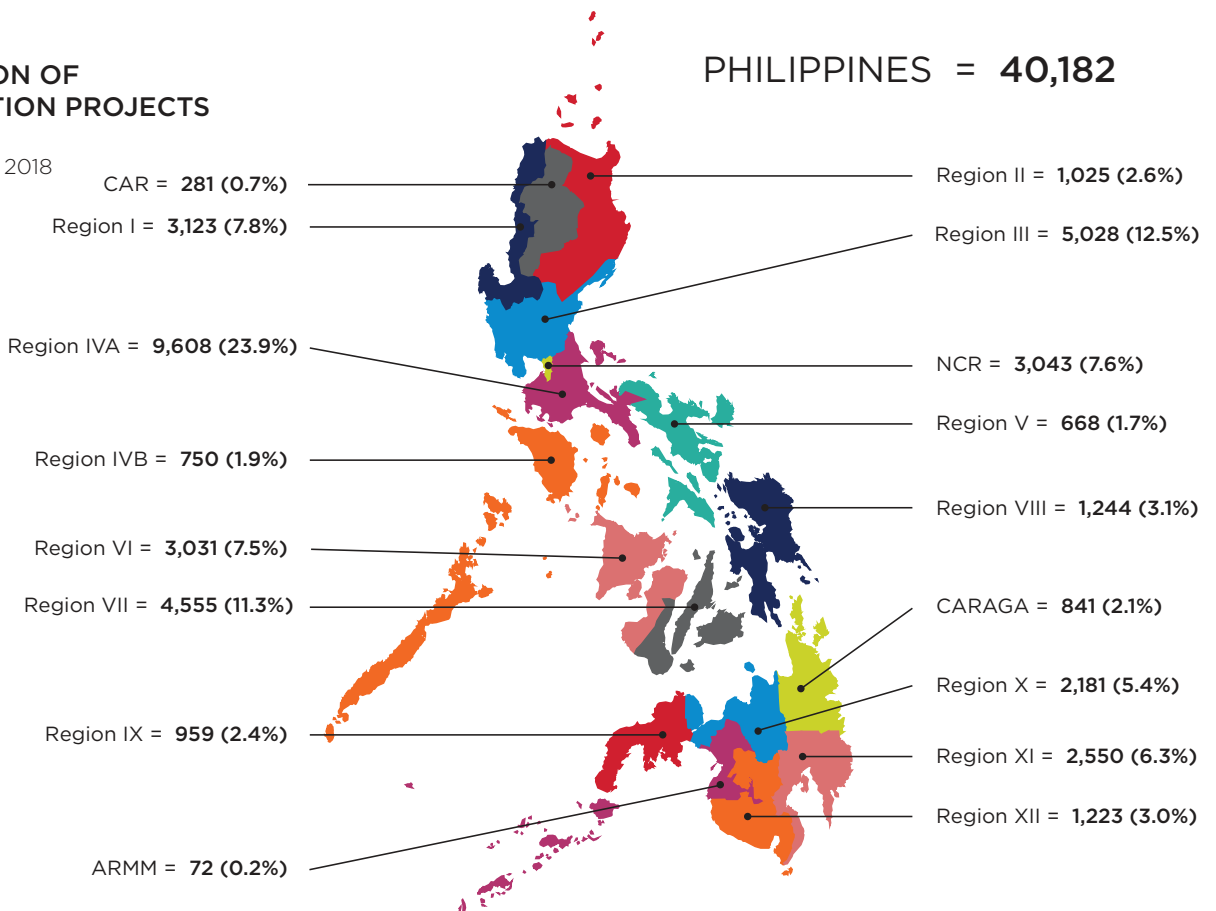 PROJECTS
PHILIPPINES = 40,182
2018
CAR = 281 (0.7%)
Region I = 3,123 (7.8%)
Region IVA = 9,608 (23.9%)
Region IVB = 750 (1.9%)
Region VI = 3,031 (7.5%)
Region VII = 4,555 (11.3%)
Region IX = 959 (2.4%)
ARMM = 72 (0.2%)
Region II = 1,025 (2.6%)
Region III = 5,028 (12.5%)
NCR = 3,043 (7.6%)
Region V = 668 (1.7%)
Region VIII = 1,244 (3.1%)
CARAGA = 841 (2.1%)
Region X = 2,181 (5.4%)
Region XI = 2,550 (6.3%)
Region XII = 1,223 (3.0%)